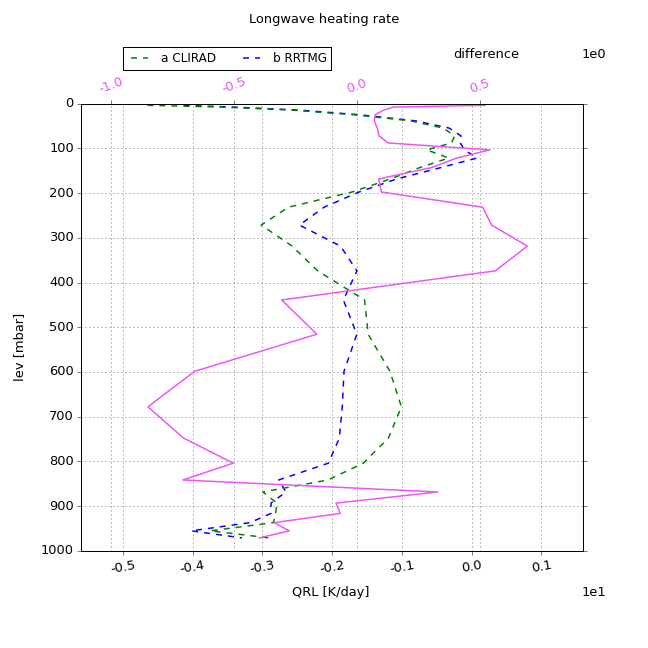 Longwave heating rate
a CLIRAD b RRTMG difference 1e0
-1.0 -0.5 0.0 0.5
0
100
200
300
400
500
600
700
800
900
1000
lev [mbar]
-0.5 -0.4 -0.3 -0.2 -0.1 0.0 0.1
QRL [K/day] 1e1